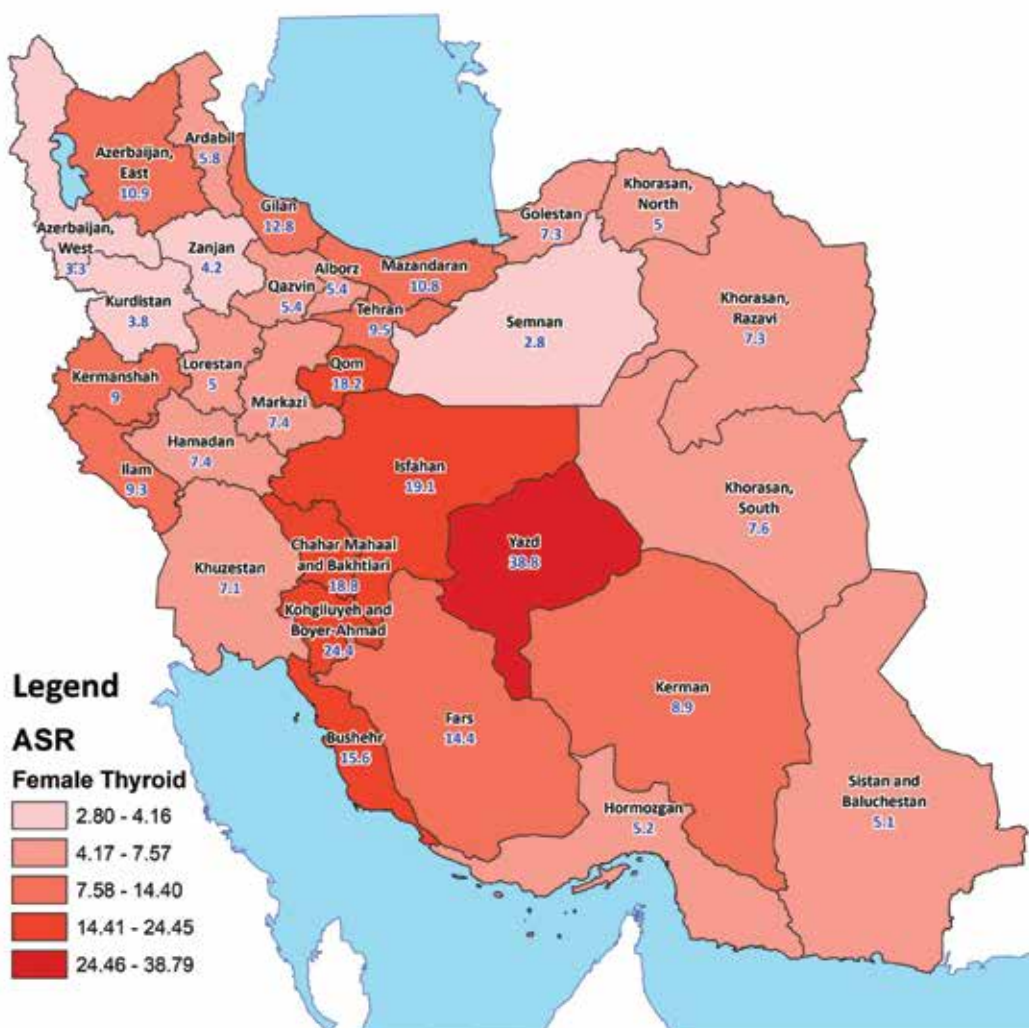 Ardabil
5.8
Azerbaijan,
East
10.9
Gilan
12.8
Azerbaijan,
West
3.3
Zanjan
4.2
Kurdistan
3.8
Qazvin
5.4
Alborz
5.4
Mazandaran
10.8
Tehran
9.5
Golestan
7.3
Khorasan,
North
5
Khorasan,
Razavi
7.3
Semnan
2.8
Kermanshah
9
Lorestan
5
Qom
18.2
Markazi
7.4
Hamadan
7.4
Ilam
9.3
Isfahan
19.1
Khorasan,
South
7.6
Yazd
38.8
Khuzestan
7.1
Chahar Mahaal
and Bakhtiari
18.8
Kohgiluyeh and
Boyer-Ahmad
24.4
Kerman
8.9
Fars
14.4
Bushehr
15.6
Hormozgan
5.2
Sistan and
Baluchestan
5.1
Legend
ASR
Female Thyroid
2.80 - 4.16
4.17 - 7.57
7.58 - 14.40
14.41 - 24.45
24.46 - 38.79